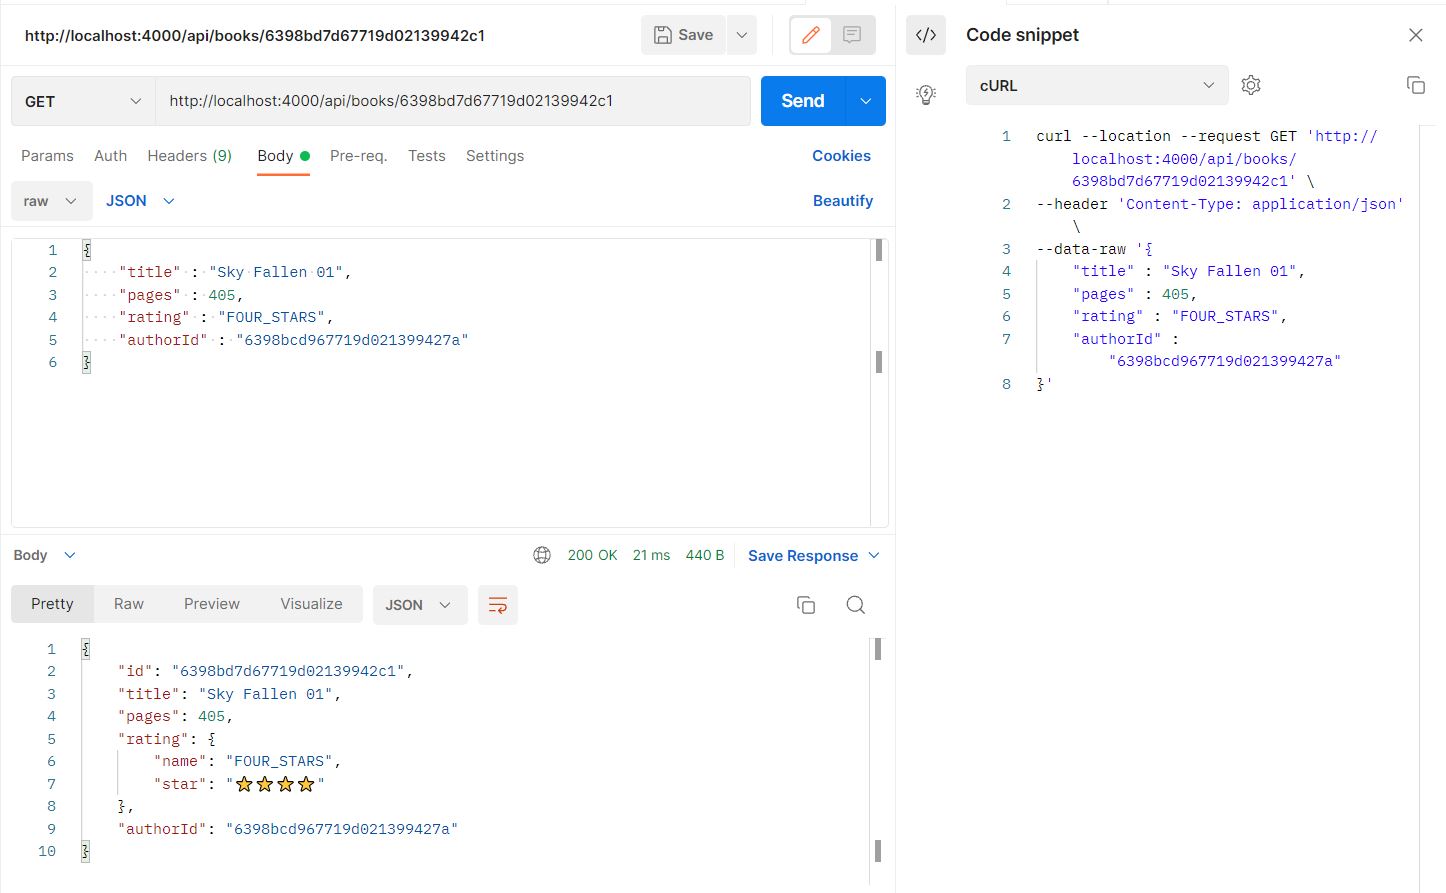 http://localhost:4000/api/books/6398bd7d67719d02139942c1
Save
GET
http://localhost:4000/api/books/6398bd7d67719d02139942c1
Send
Params Auth Headers (9) Body Pre-req. Tests Settings
Cookies
raw
JSON
Beautify
1 {
2 ····"title"·:·"Sky·Fallen·01",
3 ····"pages"·:·405,
4 ····"rating"·:·"FOUR_STARS",
5 ····"authorId"·:·"6398bcd967719d021399427a"
6 }
Body
200 OK 21 ms 440 B
Save Response
Pretty Raw Preview Visualize
JSON
1 {
2 "id": "6398bd7d67719d02139942c1",
3 "title": "Sky Fallen 01",
4 "pages": 405,
5 "rating": {
6 "name": "FOUR_STARS",
7 "star": "⭐⭐⭐⭐"
8 },
9 "authorId": "6398bcd967719d021399427a"
10 }
</> Code snippet
cURL
1 curl --location --request GET 'http://
localhost:4000/api/books/
6398bd7d67719d02139942c1' \
2 --header 'Content-Type: application/json'
\
3 --data-raw '{
4 "title" : "Sky Fallen 01",
5 "pages" : 405,
6 "rating" : "FOUR_STARS",
7 "authorId" :
"6398bcd967719d021399427a"
8 }'